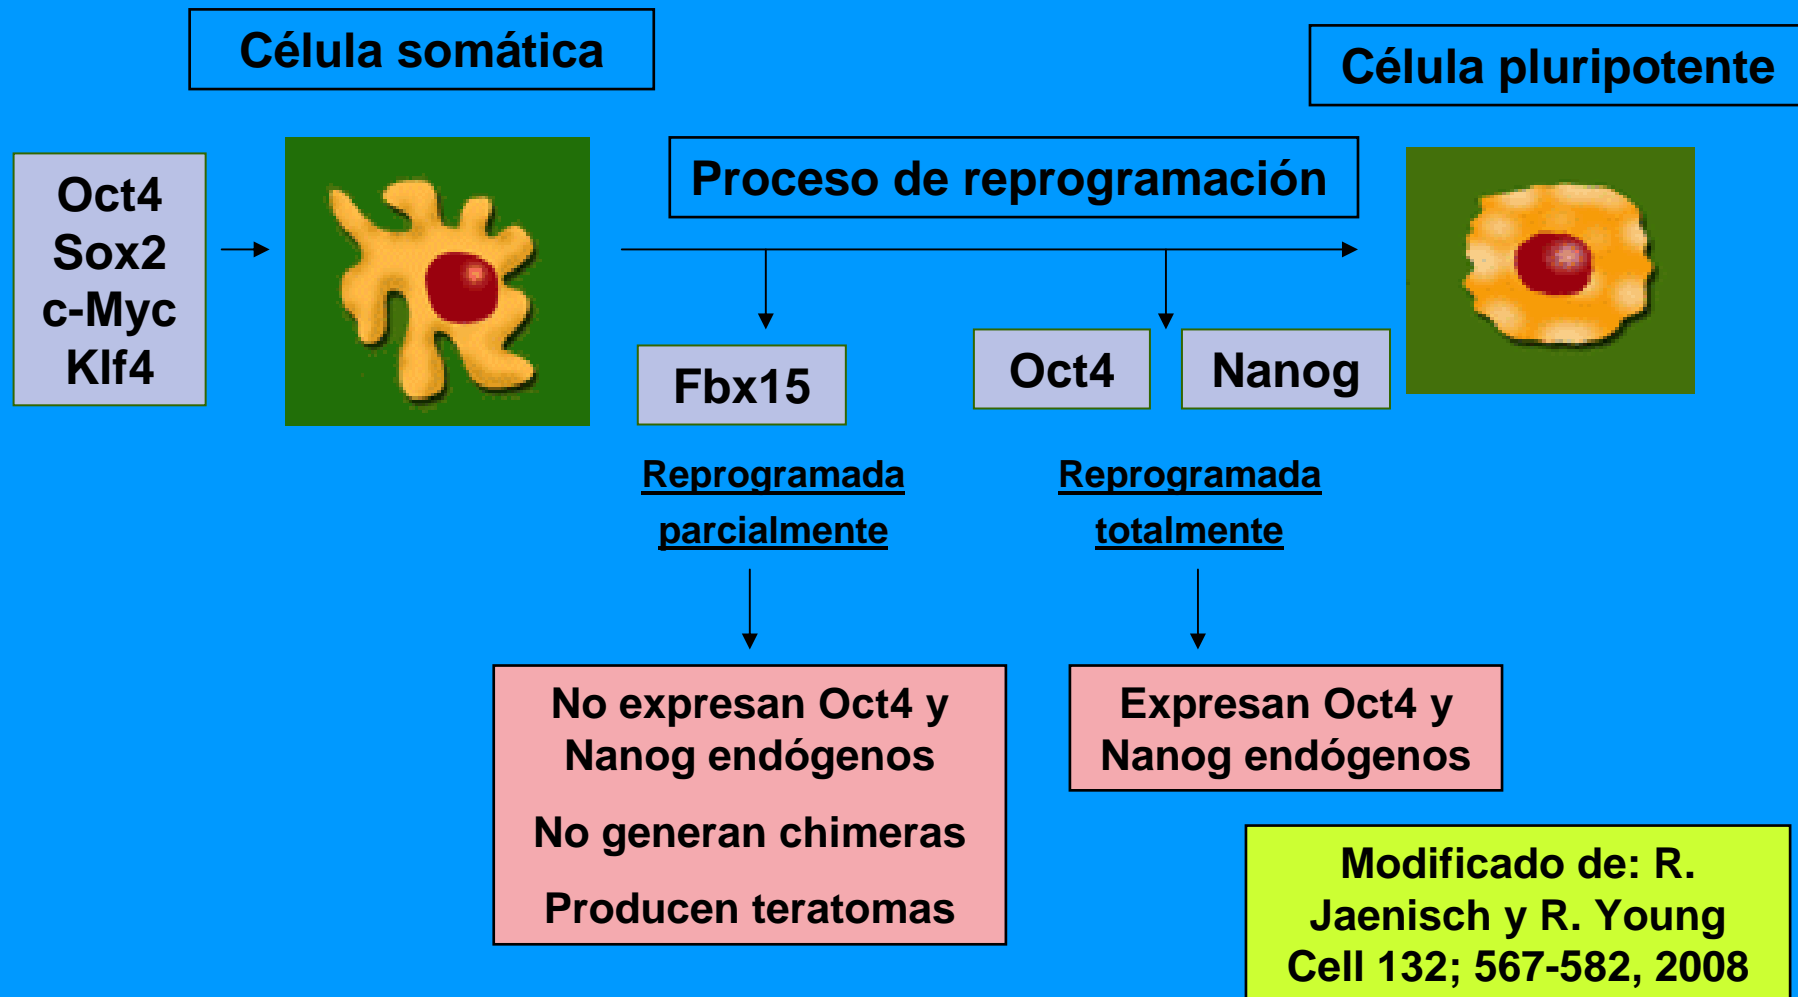 Célula somática
Célula pluripotente
Oct4
Sox2
c-Myc
Klf4
Proceso de reprogramación
Fbx15
Oct4
Nanog
Reprogramada
parcialmente
Reprogramada
totalmente
No expresan Oct4 y
Nanog endógenos
No generan chimeras
Producen teratomas
Expresan Oct4 y
Nanog endógenos
Modificado de: R.
Jaenisch y R. Young
Cell 132; 567-582, 2008